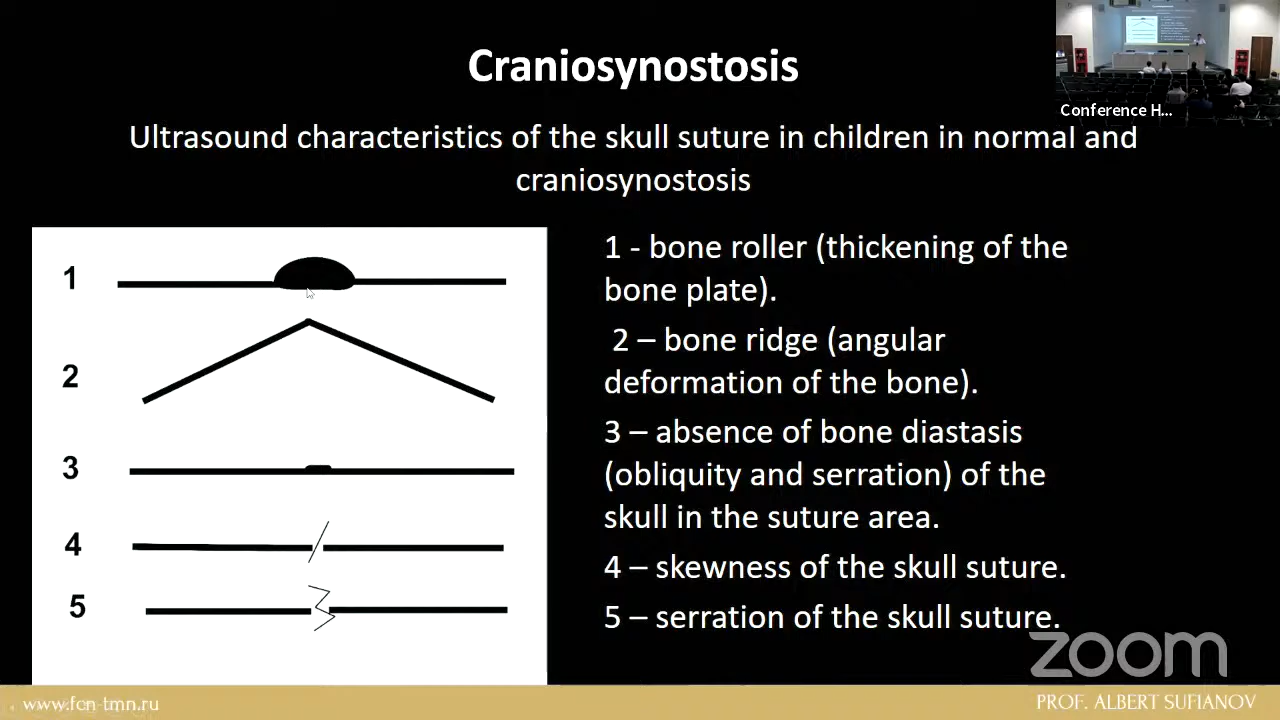 Craniosynostosis
Conference H...
Ultrasound characteristics of the skull suture in children in normal and
craniosynostosis
1
2
3
4
5
1 - bone roller (thickening of the
bone plate).
2 – bone ridge (angular
deformation of the bone).
3 – absence of bone diastasis
(obliquity and serration) of the
skull in the suture area.
4 – skewness of the skull suture.
5 – serration of the skull suture.
zoom
www.fcn-tmn.ru
PROF. ALBERT SUFIANOV